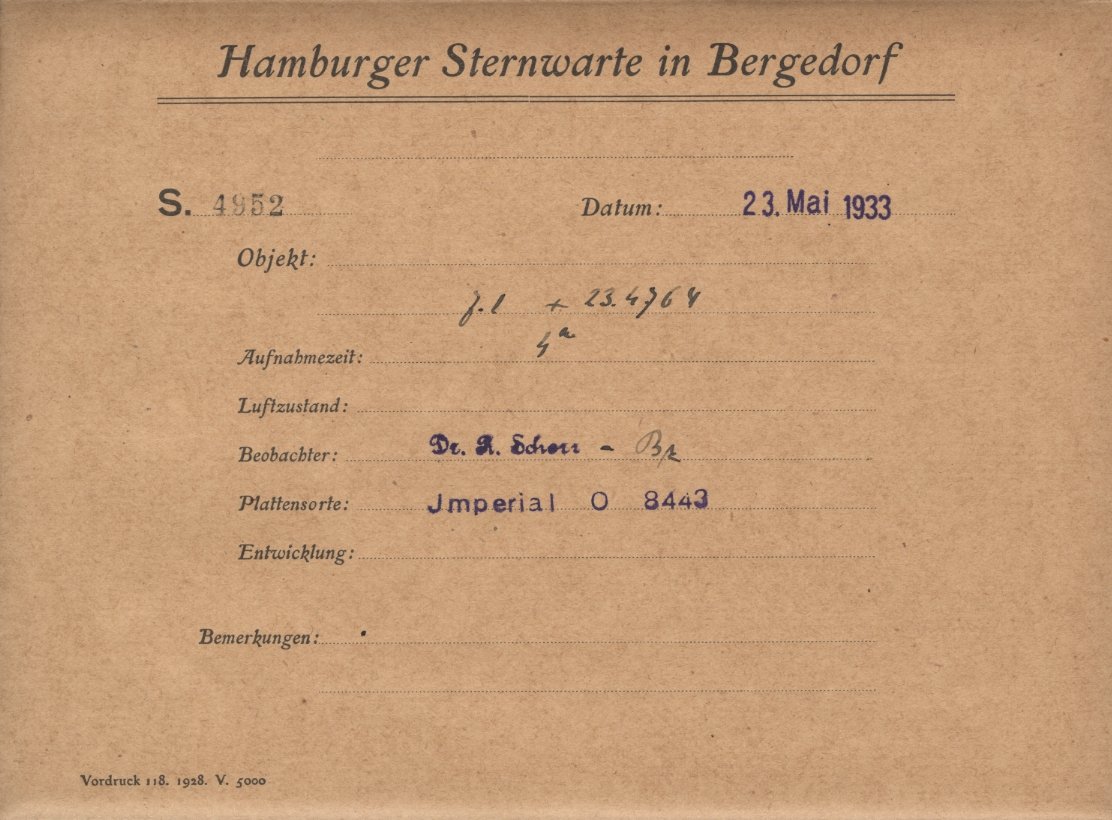 Hamburger Sternwarte in Bergedorf
S. 4952 Datum: 23. Mai 1933
Objekt:
+ 23.4764
Aufnahmezeit:
Luftzustand:
Beobachter: Dr. R. Schorr -
Plattensorte: Jmperial O 8443
Entwicklung:
Bemerkungen:
Vordruck 118. 1928. V. 5000